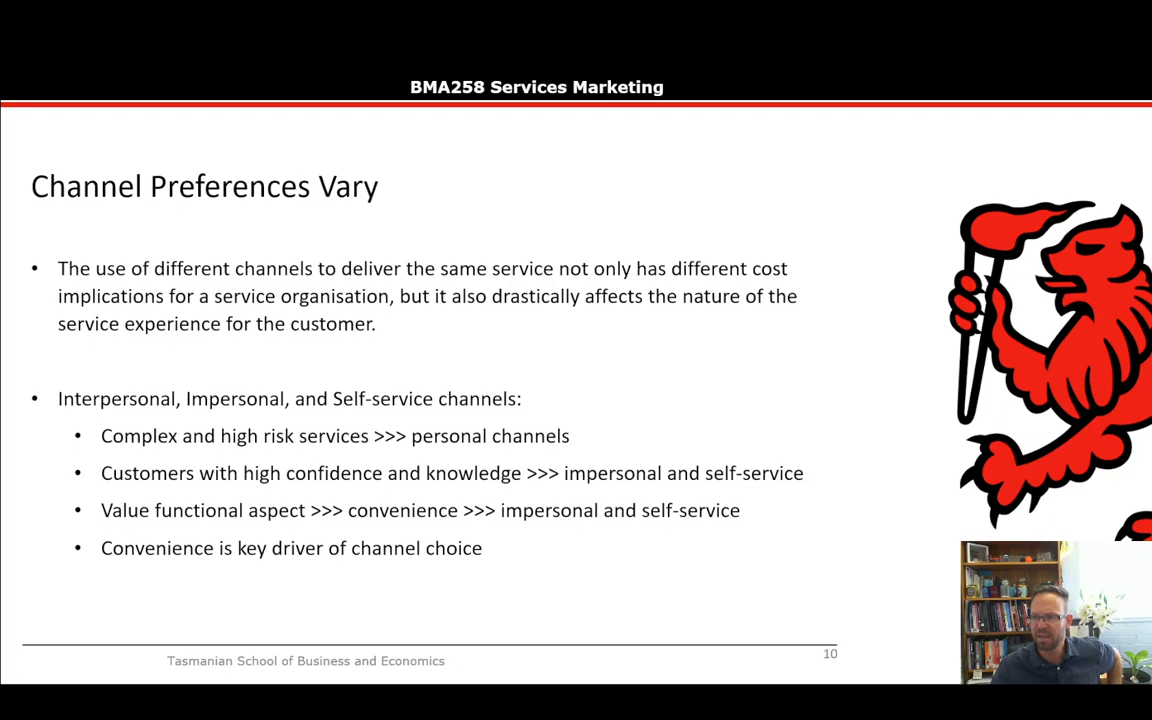 BMA258 Services Marketing
Channel Preferences Vary
• The use of different channels to deliver the same service not only has different cost
implications for a service organisation, but it also drastically affects the nature of the
service experience for the customer.
• Interpersonal, Impersonal, and Self-service channels:
• Complex and high risk services >>> personal channels
• Customers with high confidence and knowledge >>> impersonal and self-service
• Value functional aspect >>> convenience >>> impersonal and self-service
• Convenience is key driver of channel choice
Tasmanian School of Business and Economics
10